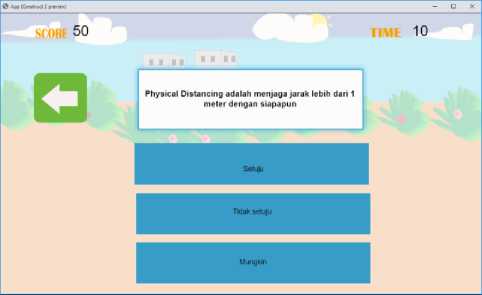 App (Construct 2 preview)
SCORE 50
TIME 10
Physical Distancing adalah menjaga jarak lebih dari 1
meter dengan siapapun
Setuju
Tidak setuju
Mungkin